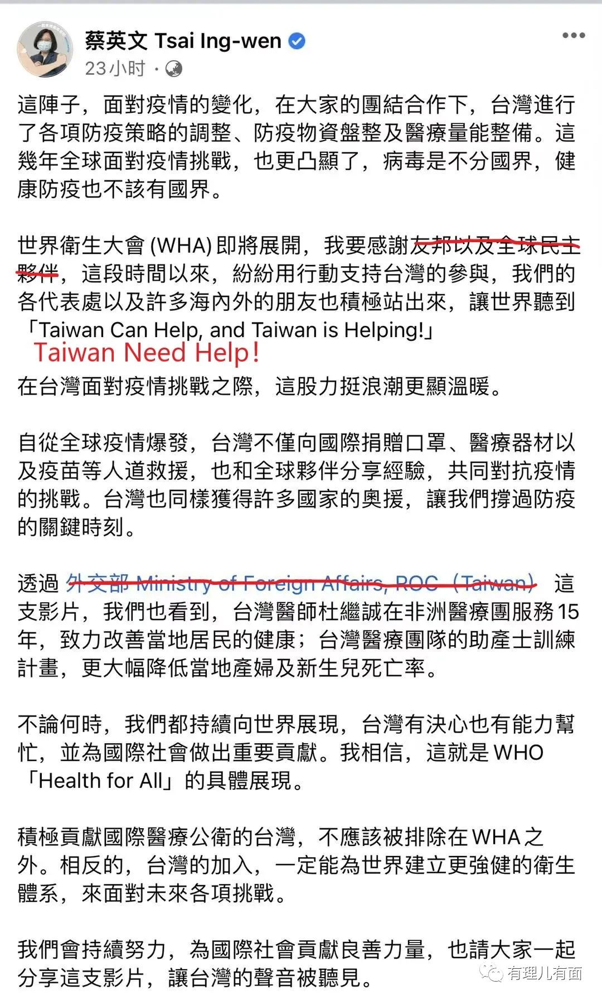 蔡英文 Tsai Ing-wen
23小时 ·
這陣子，面對疫情的變化，在大家的團結合作下，台灣進行
了各項防疫策略的調整、防疫物資盤整及醫療量能整備。這
幾年全球面對疫情挑戰，也更凸顯了，病毒是不分國界，健
康防疫也不該有國界。
世界衛生大會(WHA)即將展開，我要感謝友邦以及全球民主
夥伴，這段時間以來，紛紛用行動支持台灣的參與，我們的
各代表處以及許多海內外的朋友也積極站出來，讓世界聽到
「Taiwan Can Help, and Taiwan is Helping!」
Taiwan Need Help！
在台灣面對疫情挑戰之際，這股力挺浪潮更顯溫暖。
自從全球疫情爆發，台灣不僅向國際捐贈口罩、醫療器材以
及疫苗等人道救援，也和全球夥伴分享經驗，共同對抗疫情
的挑戰。台灣也同樣獲得許多國家的奧援，讓我們撐過防疫
的關鍵時刻。
透過 外交部 Ministry of Foreign Affairs, ROC（Taiwan） 這
支影片，我們也看到，台灣醫師杜繼誠在非洲醫療團服務15
年，致力改善當地居民的健康；台灣醫療團隊的助產士訓練
計畫，更大幅降低當地產婦及新生兒死亡率。
不論何時，我們都持續向世界展現，台灣有決心也有能力幫
忙，並為國際社會做出重要貢獻。我相信，這就是WHO
「Health for All」的具體展現。
積極貢獻國際醫療公衛的台灣，不應該被排除在WHA之
外。相反的，台灣的加入，一定能為世界建立更強健的衛生
體系，來面對未來各項挑戰。
我們會持續努力，為國際社會貢獻良善力量，也請大家一起
分享這支影片，讓台灣的聲音被聽見。
有理儿有面